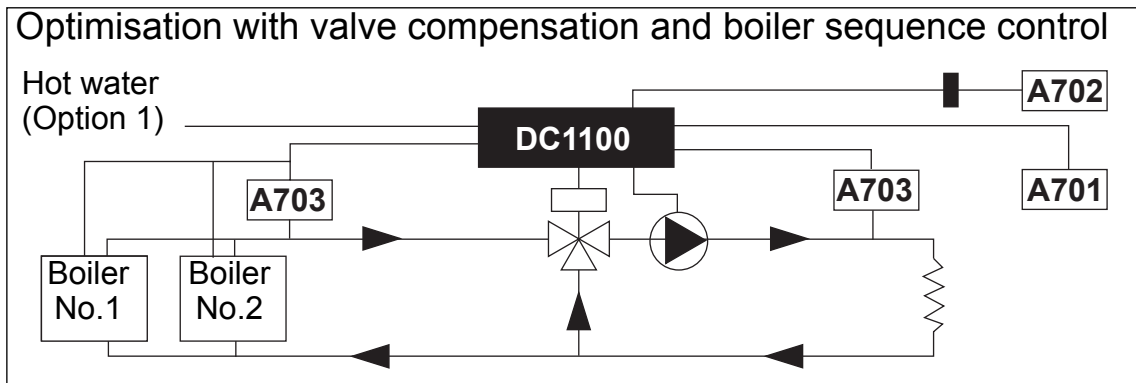 Optimisation with valve compensation and boiler sequence control
Hot water
(Option 1)
A702
DC1100
A703
A703
A701
Boiler
No.1
Boiler
No.2